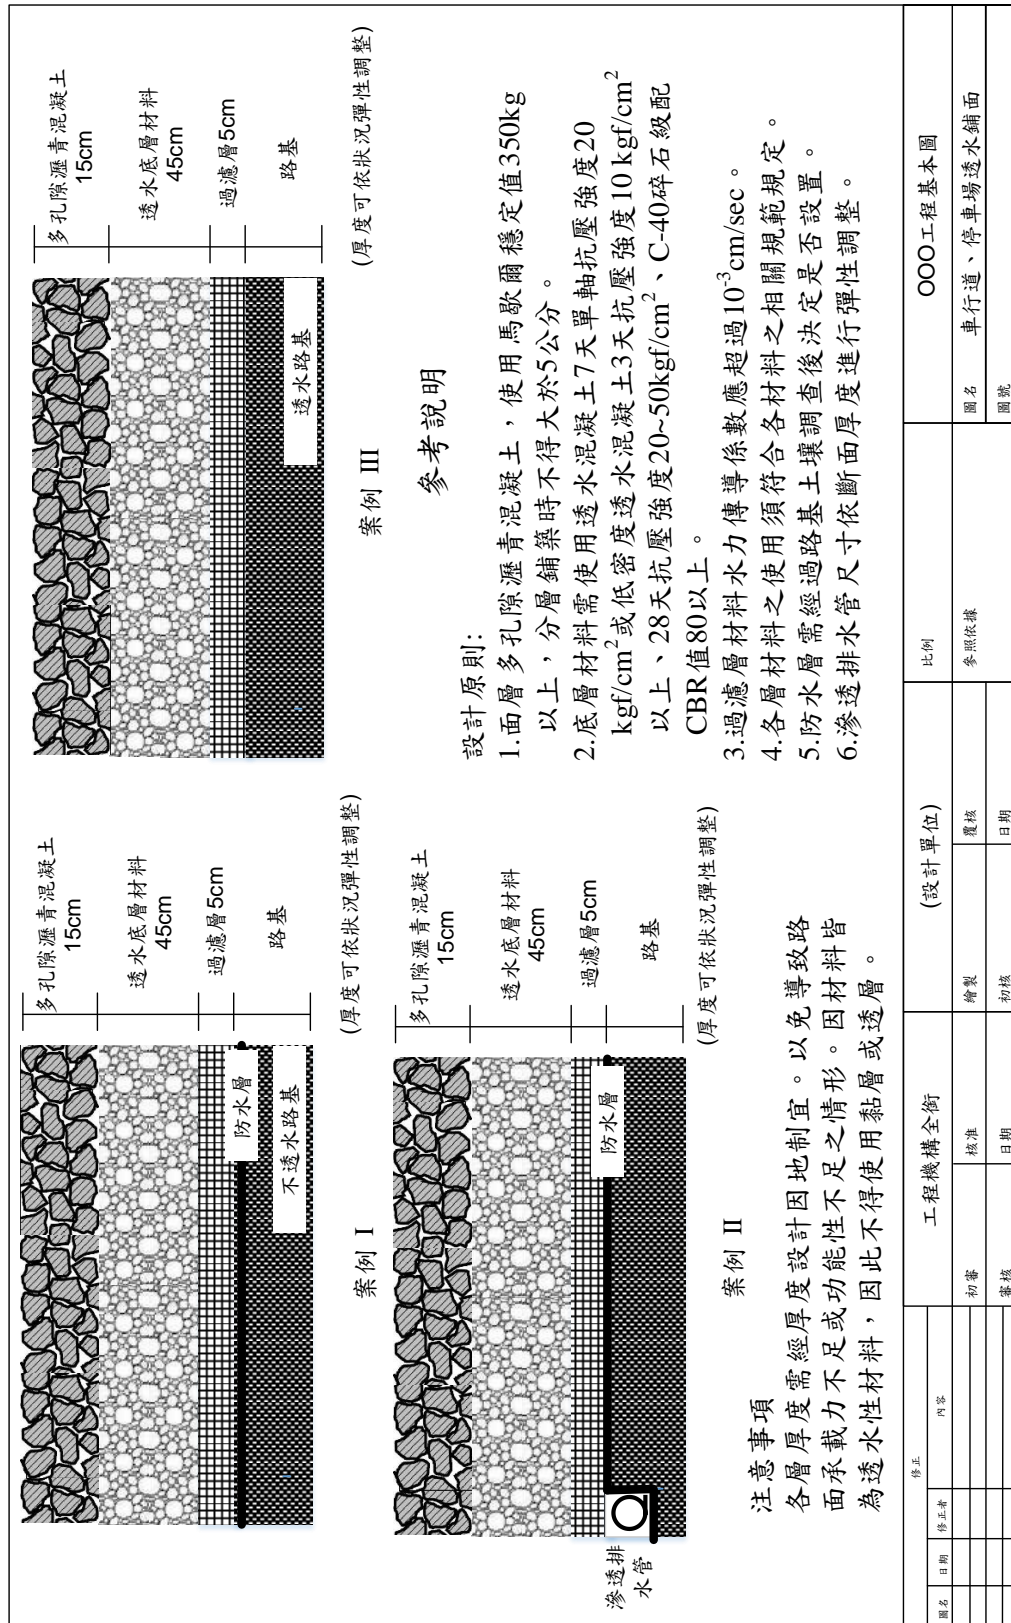 多孔隙瀝青混凝土
15cm
透水底層材料
45cm
過濾層5cm
路基
防水層
不透水路基
(厚度可依狀況彈性調整)
案例 I
多孔隙瀝青混凝土
15cm
透水底層材料
45cm
過濾層5cm
路基
防水層
滲透排
水管
(厚度可依狀況彈性調整)
案例 II
注意事項
各層厚度需經厚度設計因地制宜。以免導致路
面承載力不足或功能性不足之情形。因材料皆
為透水性材料，因此不得使用黏層或透層。
多孔隙瀝青混凝土
15cm
透水底層材料
45cm
過濾層5cm
路基
透水路基
(厚度可依狀況彈性調整)
案例 III
參考說明
設計原則:
1.面層多孔隙瀝青混凝土，使用馬歇爾穩定值350kg
以上，分層鋪築時不得大於5公分。
2.底層材料需使用透水混凝土7天單軸抗壓強度20
kgf/cm²或低密度透水混凝土3天抗壓強度10 kgf/cm²
以上、28天抗壓強度20~50kgf/cm²、C-40碎石級配
CBR值80以上。
3.過濾層材料水力傳導係數應超過10⁻³cm/sec。
4.各層材料之使用須符合各材料之相關規範規定。
5.防水層需經過路基土壤調查後決定是否設置。
6.滲透排水管尺寸依斷面厚度進行彈性調整。
修正
圖名 日期 修正者 內容
工程機構全銜
初審 核准
審核 日期
(設計單位)
繪製 覆核
初核 日期
比例
參照依據
OOO工程基本圖
圖名 車行道、停車場透水鋪面
圖號